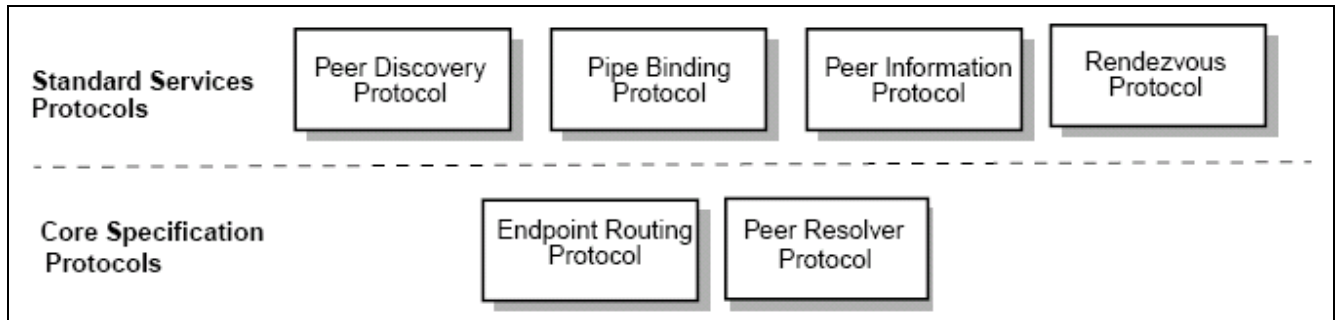 Standard Services
Protocols
Peer Discovery
Protocol
Pipe Binding
Protocol
Peer Information
Protocol
Rendezvous
Protocol
Core Specification
Protocols
Endpoint Routing
Protocol
Peer Resolver
Protocol